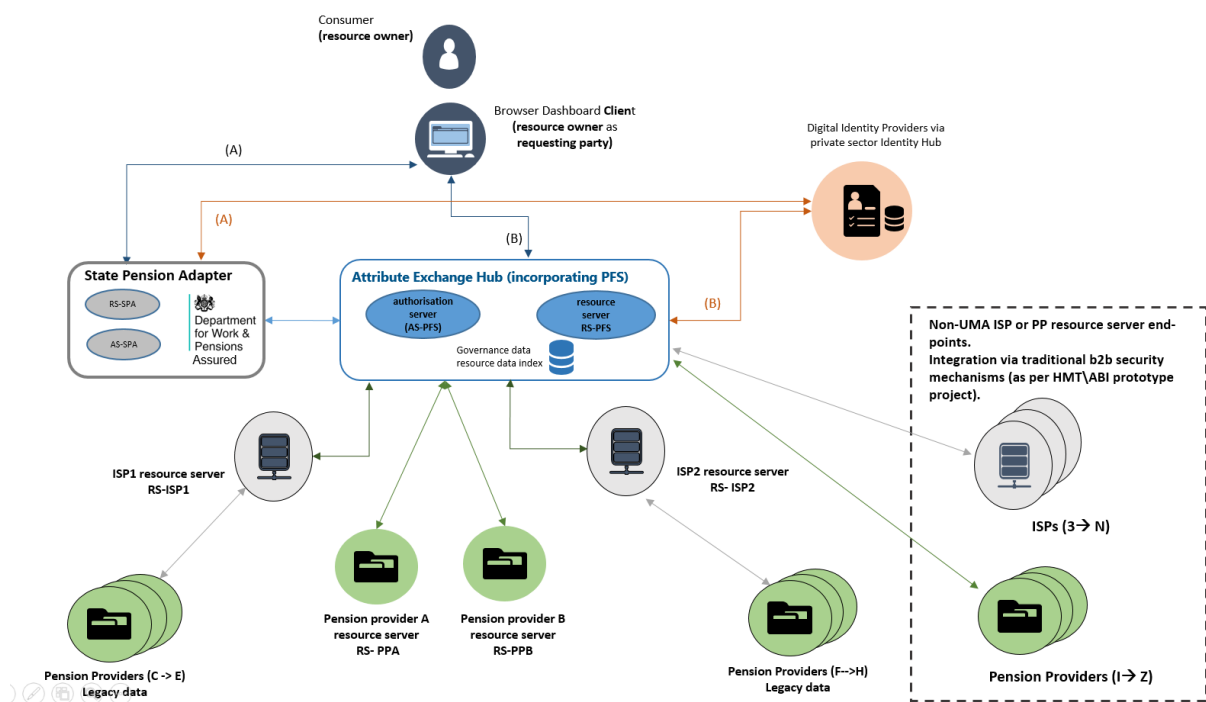 Consumer
(resource owner)
Browser Dashboard Client
(resource owner as
requesting party)
Digital Identity Providers via
private sector Identity Hub
(A)
(A)
(B)
(B)
State Pension Adapter
RS-SPA
AS-SPA
Department
for Work &
Pensions
Assured
Attribute Exchange Hub (incorporating PFS)
authorisation
server
(AS-PFS)
resource
server
RS-PFS
Governance data
resource data index
Non-UMA ISP or PP resource server end-
points.
Integration via traditional b2b security
mechanisms (as per HMT\ABI prototype
project).
ISP1 resource server
RS-ISP1
ISP2 resource server
RS- ISP2
ISPs (3→ N)
Pension provider A
resource server
RS- PPA
Pension provider B
resource server
RS-PPB
Pension Providers (C -> E)
Legacy data
Pension Providers (F-->H)
Legacy data
Pension Providers (I→ Z)